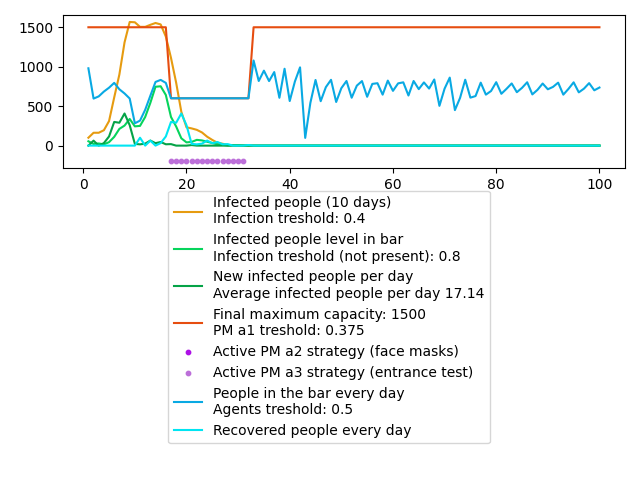 1500
1000
500
0
0 20 40 60 80 100
Infected people (10 days)
Infection treshold: 0.4
Infected people level in bar
Infection treshold (not present): 0.8
New infected people per day
Average infected people per day 17.14
Final maximum capacity: 1500
PM a1 treshold: 0.375
Active PM a2 strategy (face masks)
Active PM a3 strategy (entrance test)
People in the bar every day
Agents treshold: 0.5
Recovered people every day